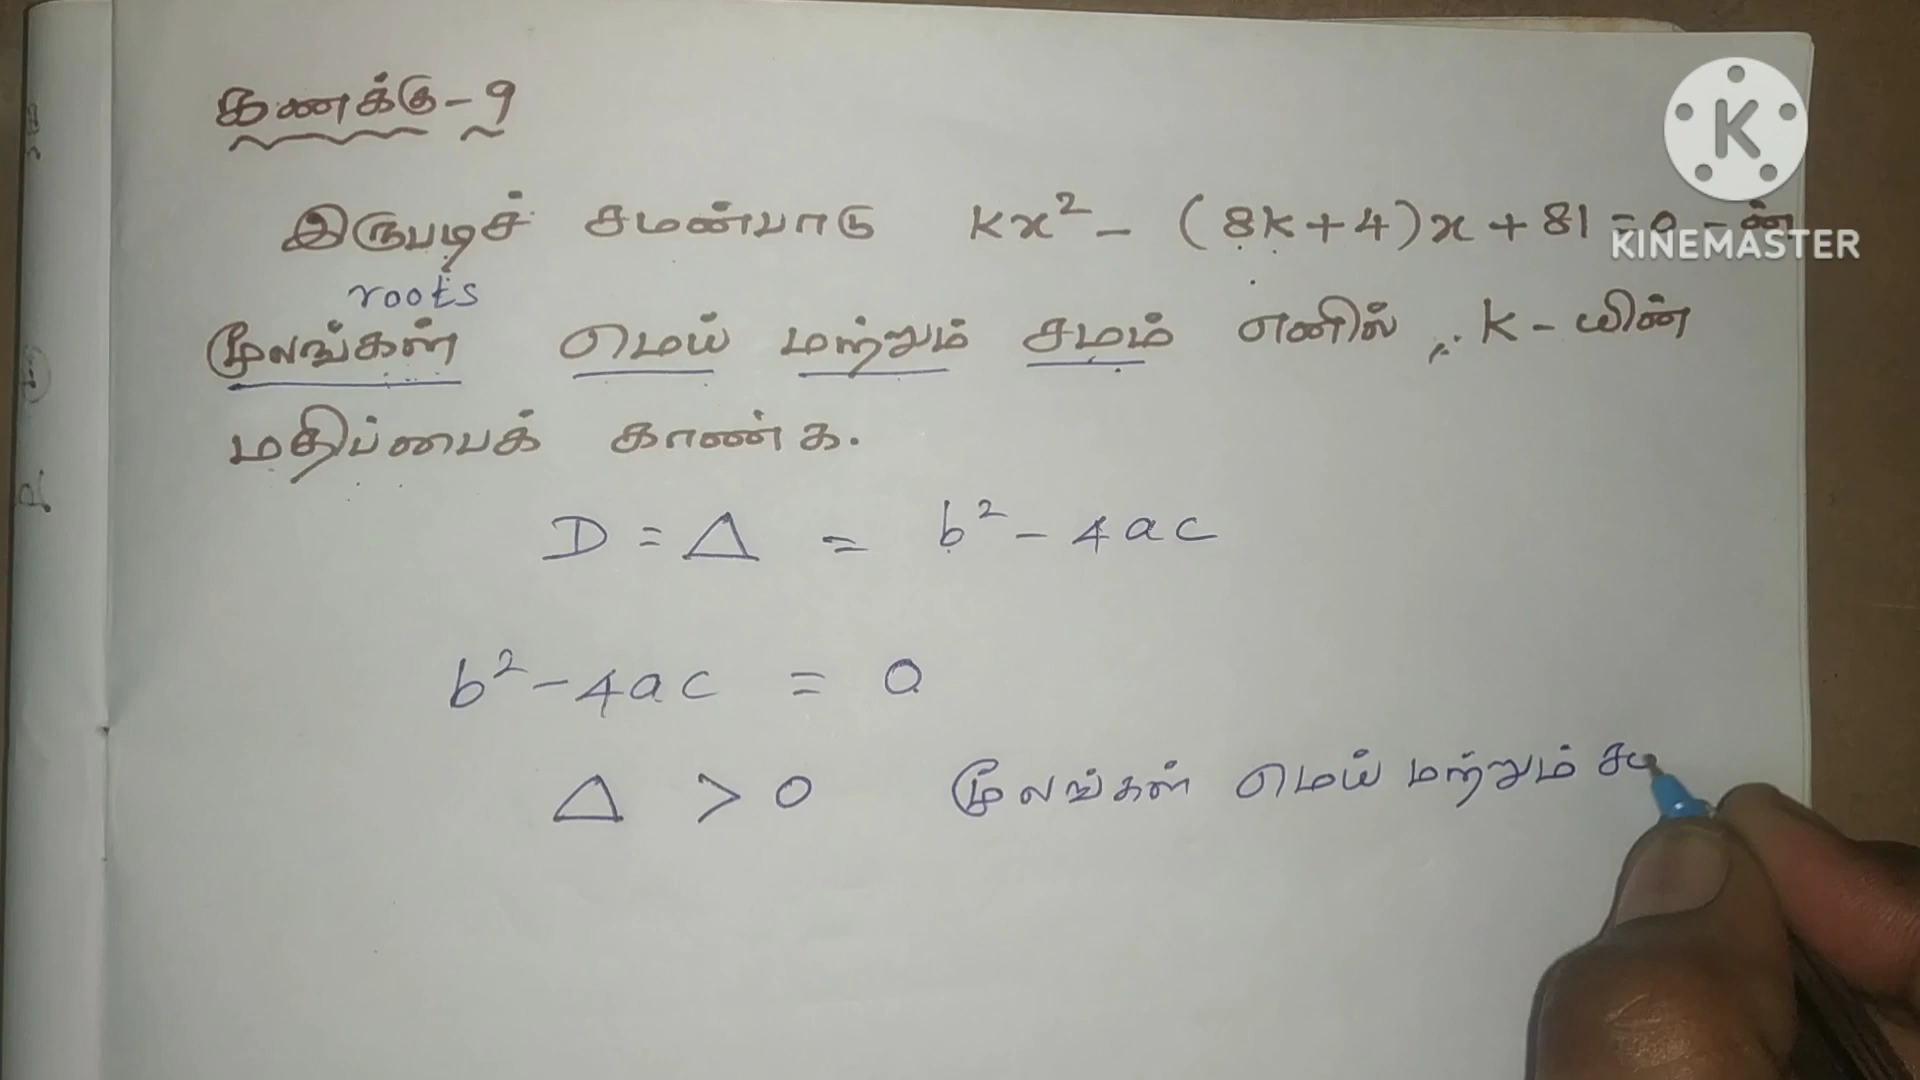 கணக்கு - 9
இருபடிச் சமன்பாடு kx² - (8k+4)x + 81 = 0 - ன்
roots
மூலங்கள் மெய் மற்றும் சமம் எனில், k - யின்
மதிப்பைக் காண்க.
D = Δ = b² - 4ac
b² - 4ac = 0
Δ > 0 மூலங்கள் மெய் மற்றும்
K
KINEMASTER